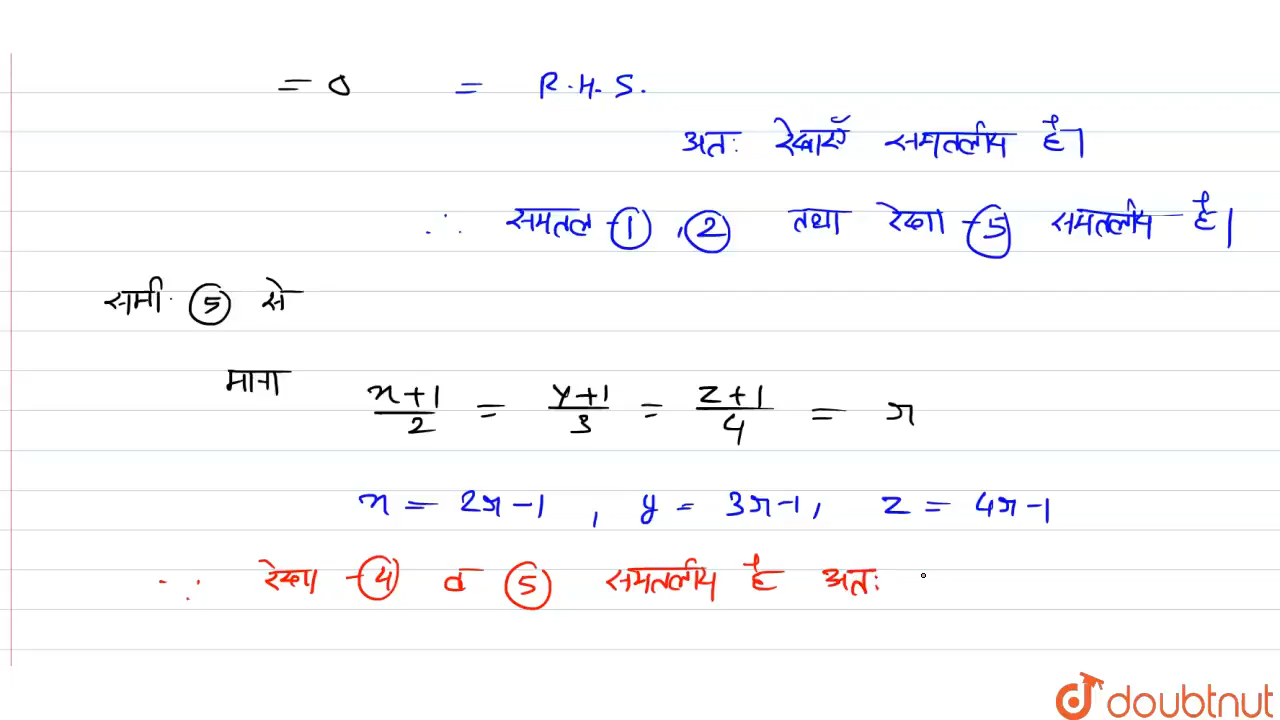 = 0 = R.H.S.
अतः रेखाएँ समतलीय है।
∴ समतल -①, ② तथा रेखा -⑤ समतलीय है।
समी. ⑤ से
माना x+1/2 = y+1/3 = z+1/4 = r
x = 2r-1, y = 3r-1, z = 4r-1
∵ रेखा -④ व ⑤ समतलीय है अतः
doubtnut